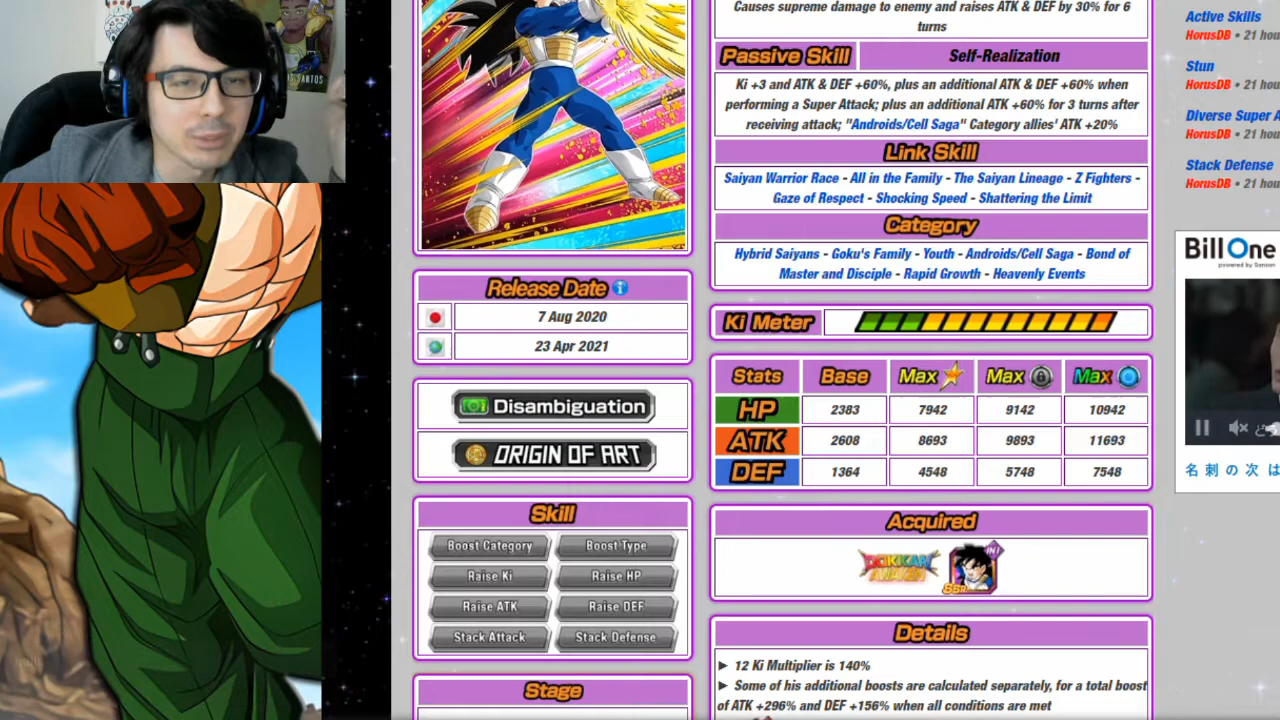 Causes supreme damage to enemy and raises ATK & DEF by 30% for 6
turns
Passive Skill
Self-Realization
Ki +3 and ATK & DEF +60%, plus an additional ATK & DEF +60% when
performing a Super Attack; plus an additional ATK +60% for 3 turns after
receiving attack; "Androids/Cell Saga" Category allies' ATK +20%
Link Skill
Saiyan Warrior Race - All in the Family - The Saiyan Lineage - Z Fighters -
Gaze of Respect - Shocking Speed - Shattering the Limit
Category
Hybrid Saiyans - Goku's Family - Youth - Androids/Cell Saga - Bond of
Master and Disciple - Rapid Growth - Heavenly Events
Ki Meter
Stats Base Max Max Max
HP 2383 7942 9142 10942
ATK 2608 8693 9893 11693
DEF 1364 4548 5748 7548
Acquired
DOKKAN
AWAKEN
INT
SSR
Details
► 12 Ki Multiplier is 140%
► Some of his additional boosts are calculated separately, for a total boost
of ATK +296% and DEF +156% when all conditions are met
Release Date
7 Aug 2020
23 Apr 2021
Disambiguation
ORIGIN OF ART
Skill
Boost Category Boost Type
Raise Ki Raise HP
Raise ATK Raise DEF
Stack Attack Stack Defense
Stage
Active Skills
HorusDB • 21 hou
Stun
HorusDB • 21 hou
Diverse Super A
HorusDB • 21 hou
Stack Defense
HorusDB • 21 hou
Bill One
powered by Sansan
名刺の次は